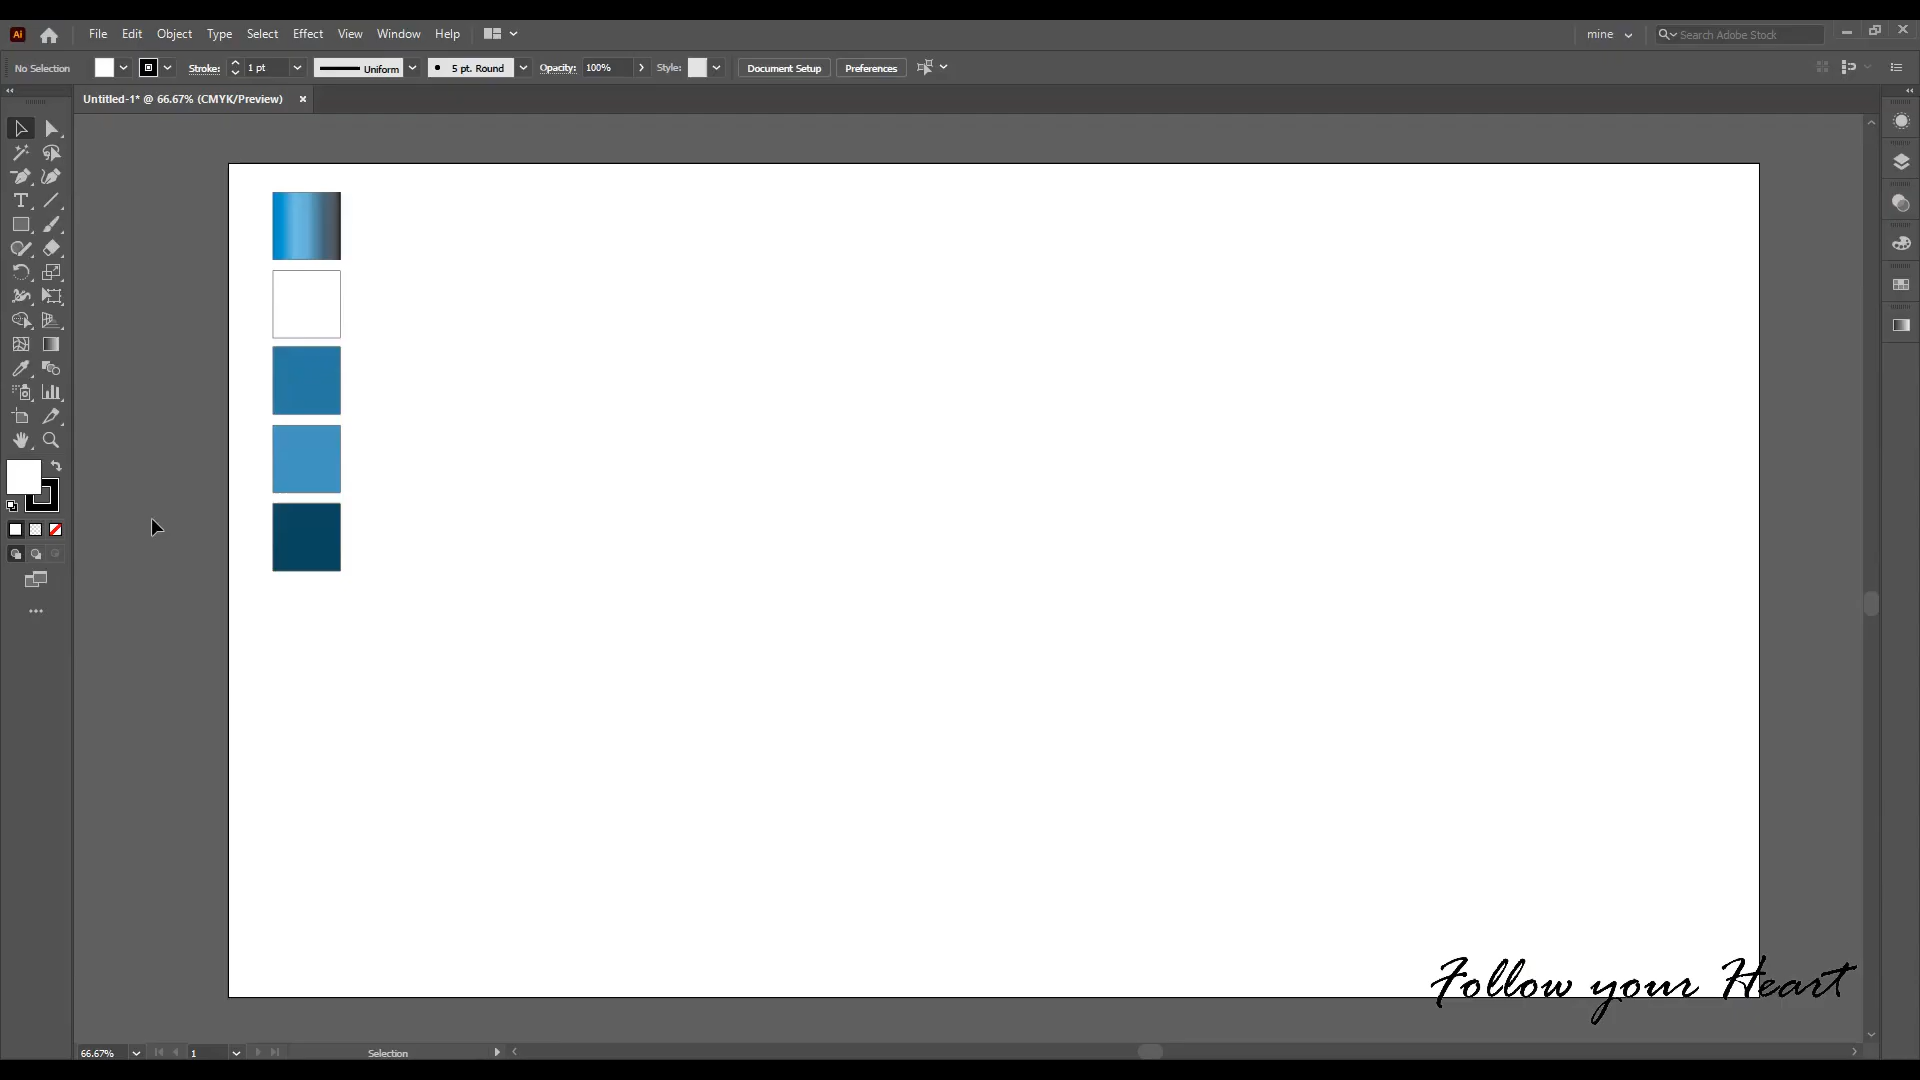 Ai File Edit Object Type Select Effect View Window Help mine Search Adobe Stock
No Selection Stroke: 1 pt Uniform 5 pt. Round Opacity: 100% Style: Document Setup Preferences
Untitled-1* @ 66.67% (CMYK/Preview)
Follow your Heart
66.67% 1 Selection